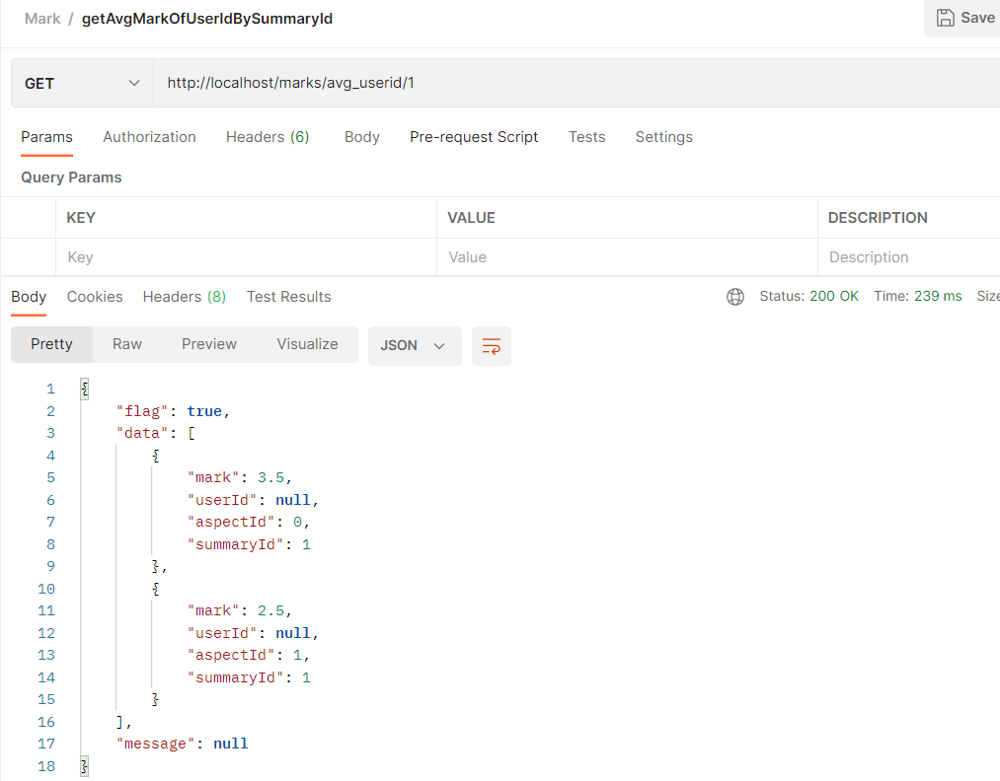 Mark / getAvgMarkOfUserIdBySummaryId
Save
GET http://localhost/marks/avg_userid/1
Params Authorization Headers (6) Body Pre-request Script Tests Settings
Query Params
KEY VALUE DESCRIPTION
Key Value Description
Body Cookies Headers (8) Test Results Status: 200 OK Time: 239 ms Size
Pretty Raw Preview Visualize JSON
1 {
2 "flag": true,
3 "data": [
4 {
5 "mark": 3.5,
6 "userId": null,
7 "aspectId": 0,
8 "summaryId": 1
9 },
10 {
11 "mark": 2.5,
12 "userId": null,
13 "aspectId": 1,
14 "summaryId": 1
15 }
16 ],
17 "message": null
18 }